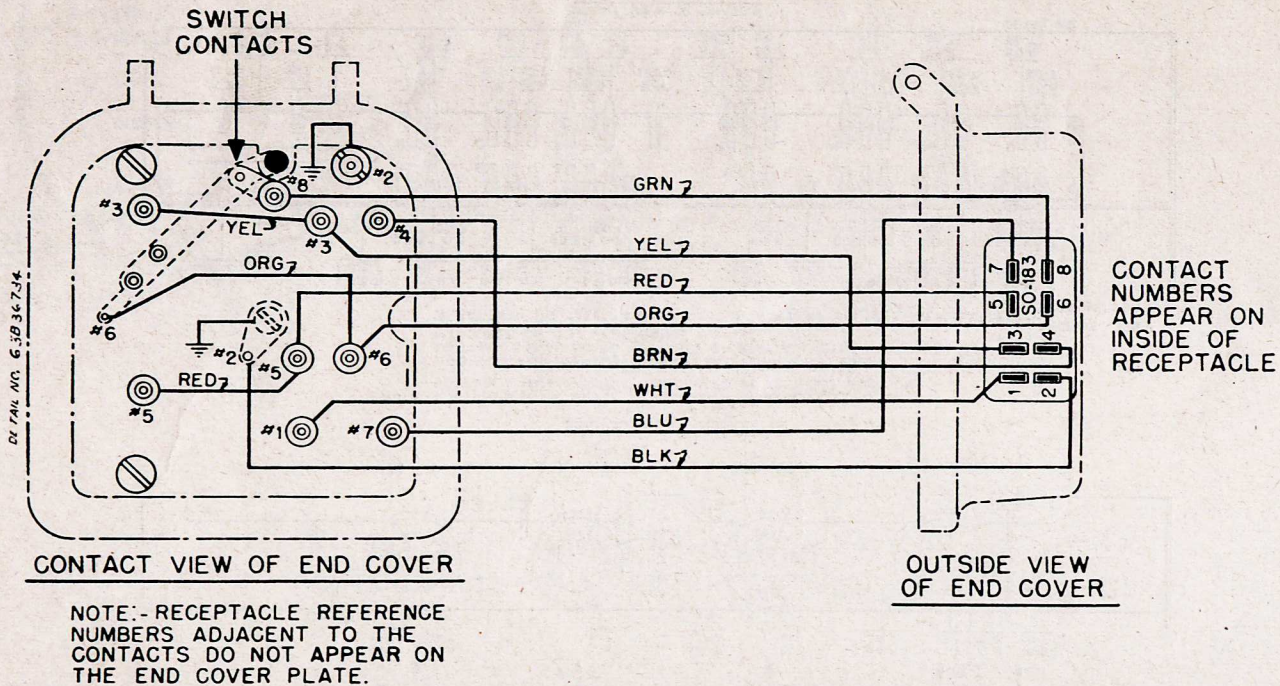 SWITCH
CONTACTS
#8
#2
#3
YEL
#3
#4
ORG
#6
#2
#5
#6
RED
#5
#1
#7
GRN
YEL
RED
ORG
BRN
WHT
BLU
BLK
7
8
SO-183
5
6
3
4
1
2
CONTACT
NUMBERS
APPEAR ON
INSIDE OF
RECEPTACLE
CONTACT VIEW OF END COVER
OUTSIDE VIEW
OF END COVER
NOTE:- RECEPTACLE REFERENCE
NUMBERS ADJACENT TO THE
CONTACTS DO NOT APPEAR ON
THE END COVER PLATE.